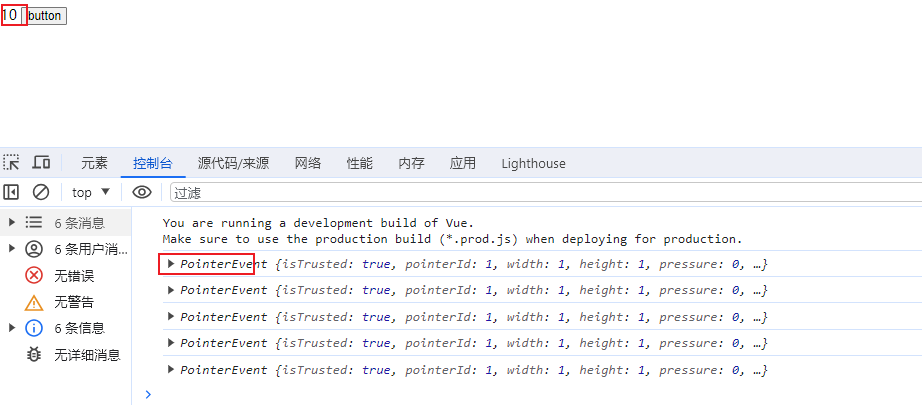 10 button
元素 控制台 源代码/来源 网络 性能 内存 应用 Lighthouse
top ▼ 过滤
6 条消息
6 条用户消...
无错误
无警告
6 条信息
无详细消息
You are running a development build of Vue.
Make sure to use the production build (*.prod.js) when deploying for production.
PointerEvent {isTrusted: true, pointerId: 1, width: 1, height: 1, pressure: 0, …}
PointerEvent {isTrusted: true, pointerId: 1, width: 1, height: 1, pressure: 0, …}
PointerEvent {isTrusted: true, pointerId: 1, width: 1, height: 1, pressure: 0, …}
PointerEvent {isTrusted: true, pointerId: 1, width: 1, height: 1, pressure: 0, …}
PointerEvent {isTrusted: true, pointerId: 1, width: 1, height: 1, pressure: 0, …}